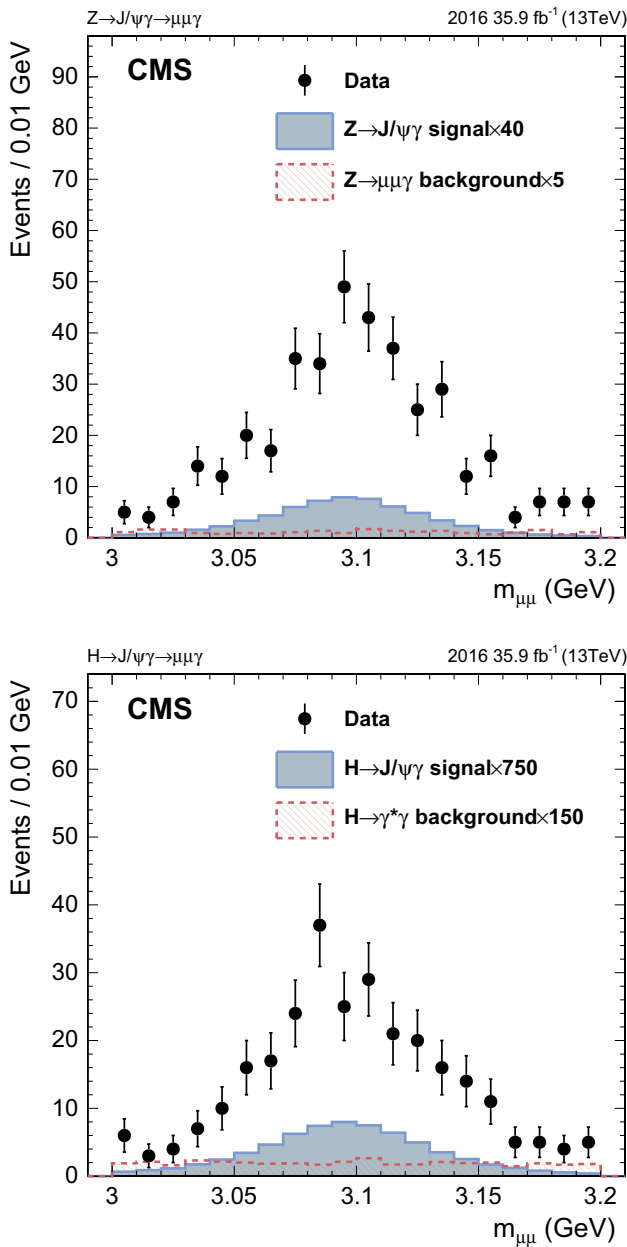 Z→J/ψγ→μμγ 2016 35.9 fb⁻¹ (13TeV)
CMS
Data
Z→J/ψγ signal×40
Z→μμγ background×5
Events / 0.01 GeV
90
80
70
60
50
40
30
20
10
0
3 3.05 3.1 3.15 3.2
m_μμ (GeV)
H→J/ψγ→μμγ 2016 35.9 fb⁻¹ (13TeV)
CMS
Data
H→J/ψγ signal×750
H→γ*γ background×150
Events / 0.01 GeV
70
60
50
40
30
20
10
0
3 3.05 3.1 3.15 3.2
m_μμ (GeV)